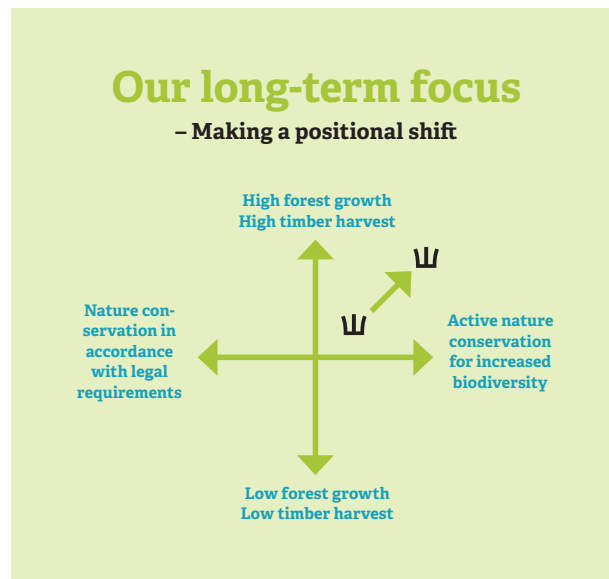 Our long-term focus
– Making a positional shift
High forest growth
High timber harvest
Nature con-
servation in
accordance
with legal
requirements
Active nature
conservation
for increased
biodiversity
Low forest growth
Low timber harvest